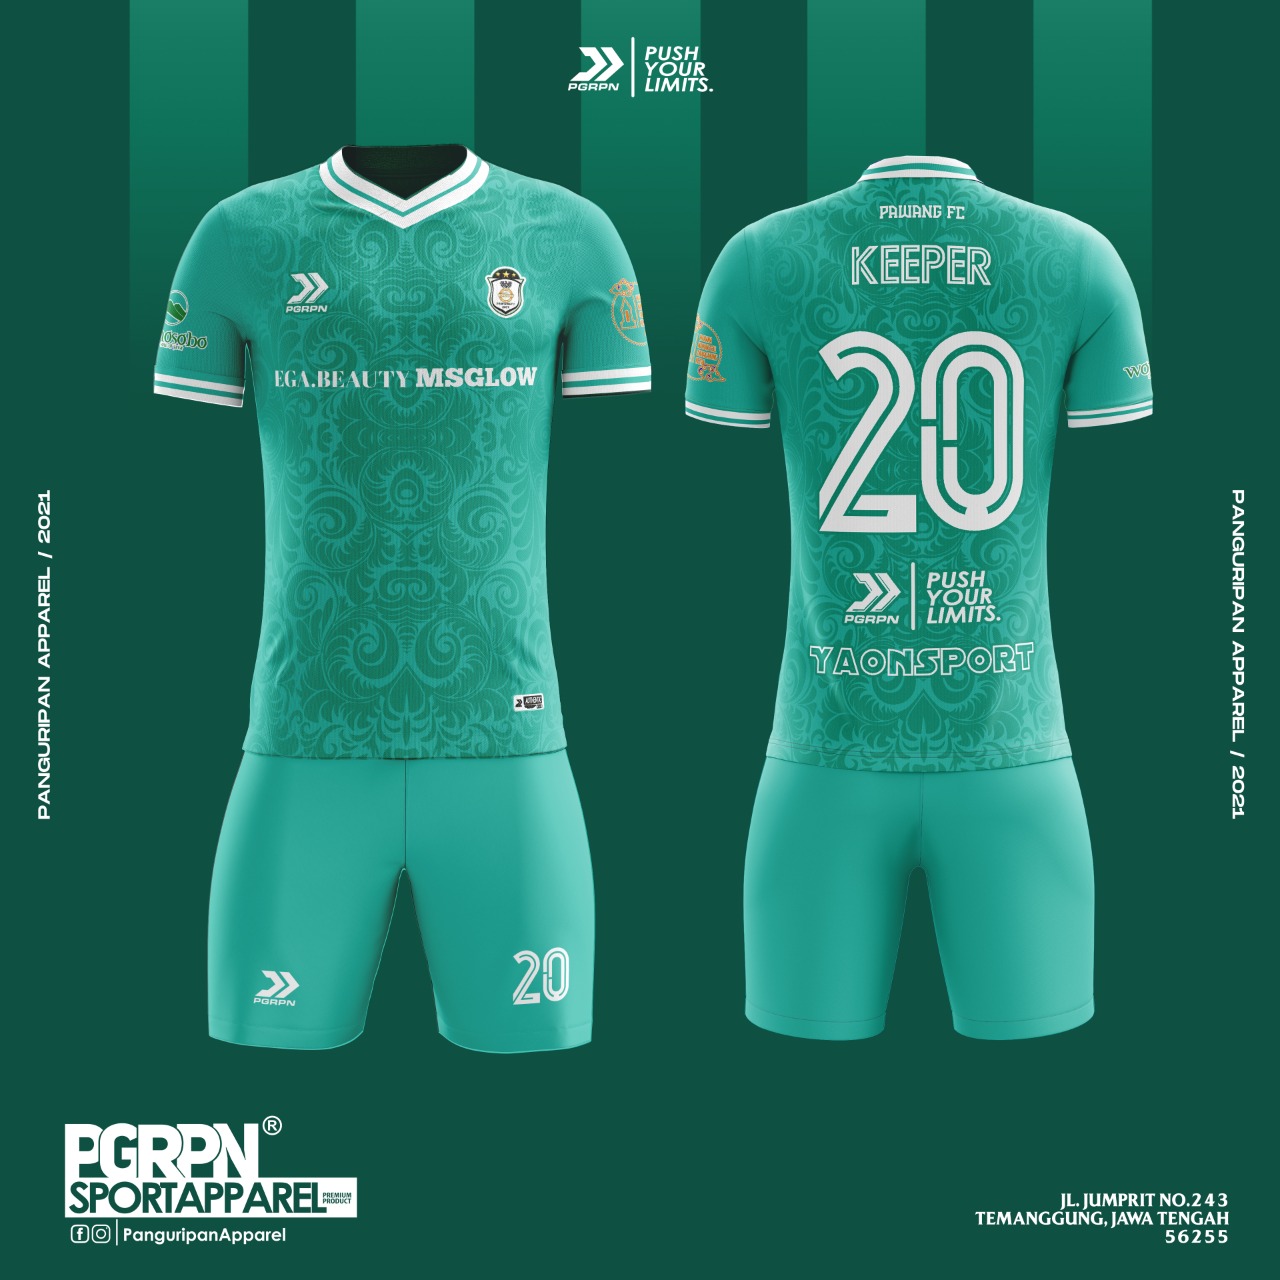 PGRPN
PUSH
YOUR
LIMITS.
PGRPN
EGA.BEAUTY MSGLOW
AUTHENTIC
PGRPN
20
PAWANG FC
KEEPER
20
PGRPN
PUSH
YOUR
LIMITS.
YAONSPORT
PANGURIPAN APPAREL / 2021
PANGURIPAN APPAREL / 2021
PGRPN®
SPORTAPPAREL PREMIUM
PRODUCT
PanguripanApparel
JL. JUMPRIT NO.243
TEMANGGUNG, JAWA TENGAH
56255